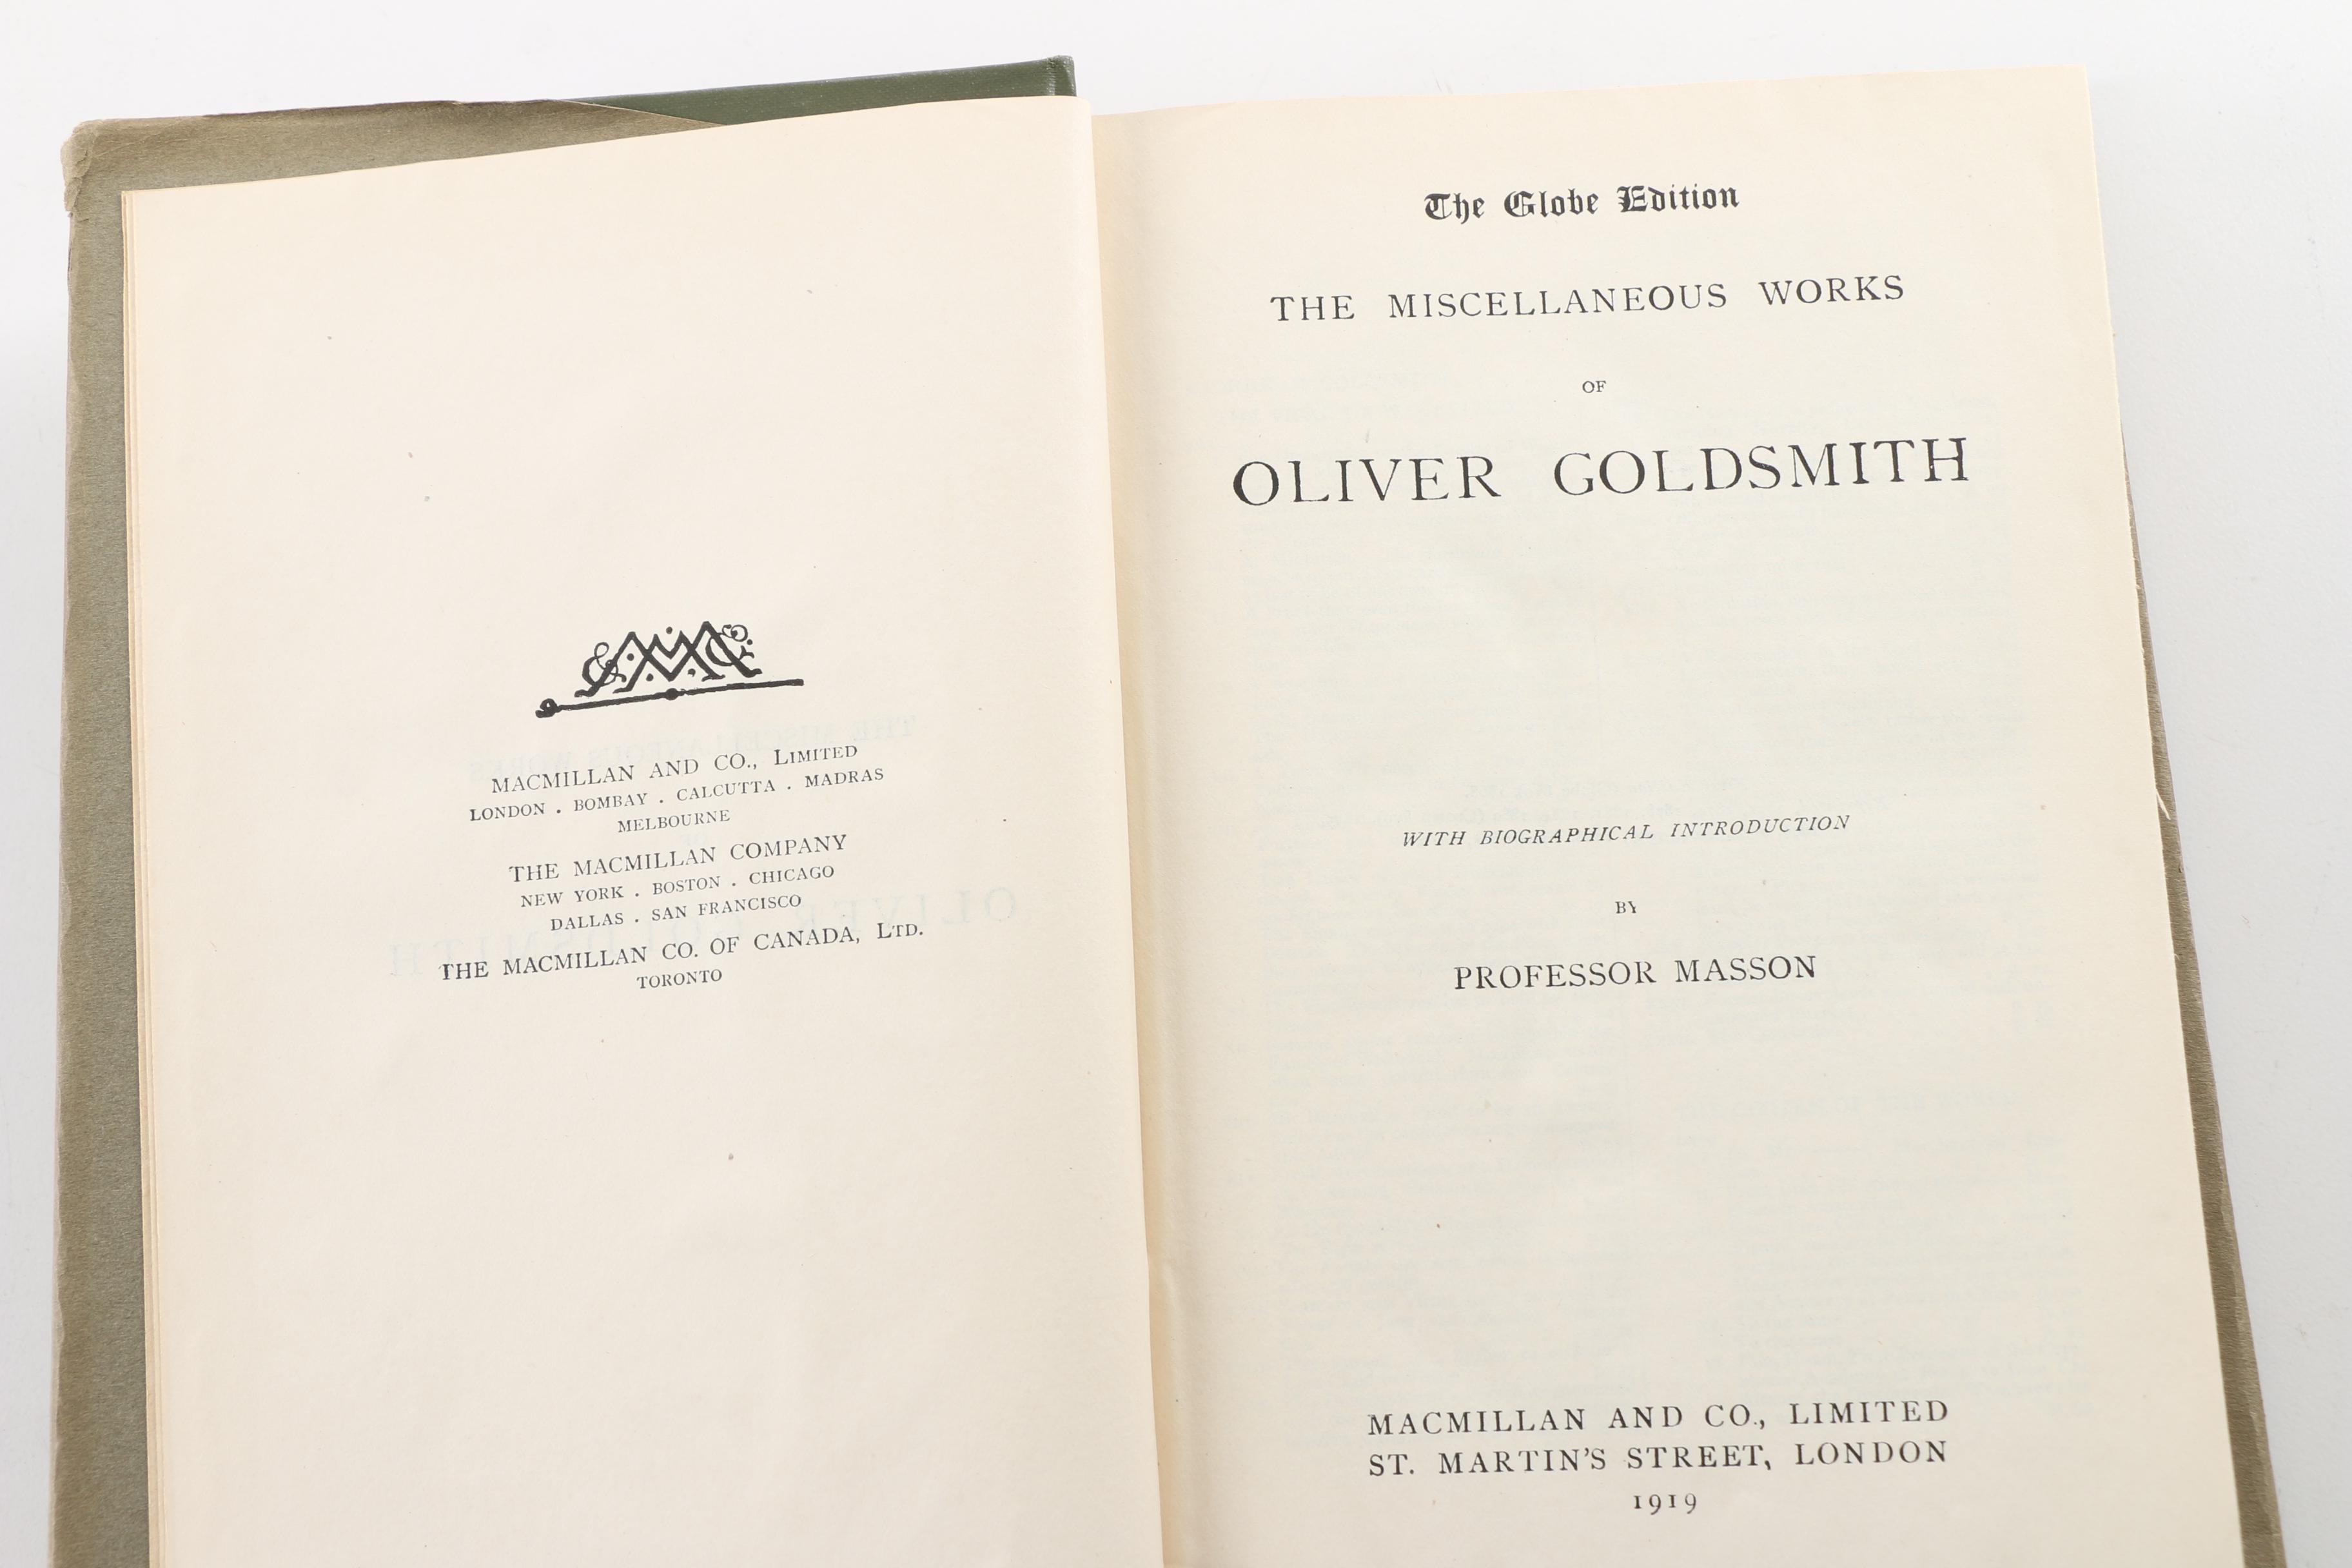 MACMILLAN AND CO., LIMITED
LONDON . BOMBAY . CALCUTTA . MADRAS
MELBOURNE
THE MACMILLAN COMPANY
NEW YORK . BOSTON . CHICAGO
DALLAS . SAN FRANCISCO
THE MACMILLAN CO. OF CANADA, LTD.
TORONTO
The Globe Edition
THE MISCELLANEOUS WORKS
OF
OLIVER GOLDSMITH
WITH BIOGRAPHICAL INTRODUCTION
BY
PROFESSOR MASSON
MACMILLAN AND CO., LIMITED
ST. MARTIN'S STREET, LONDON
1919